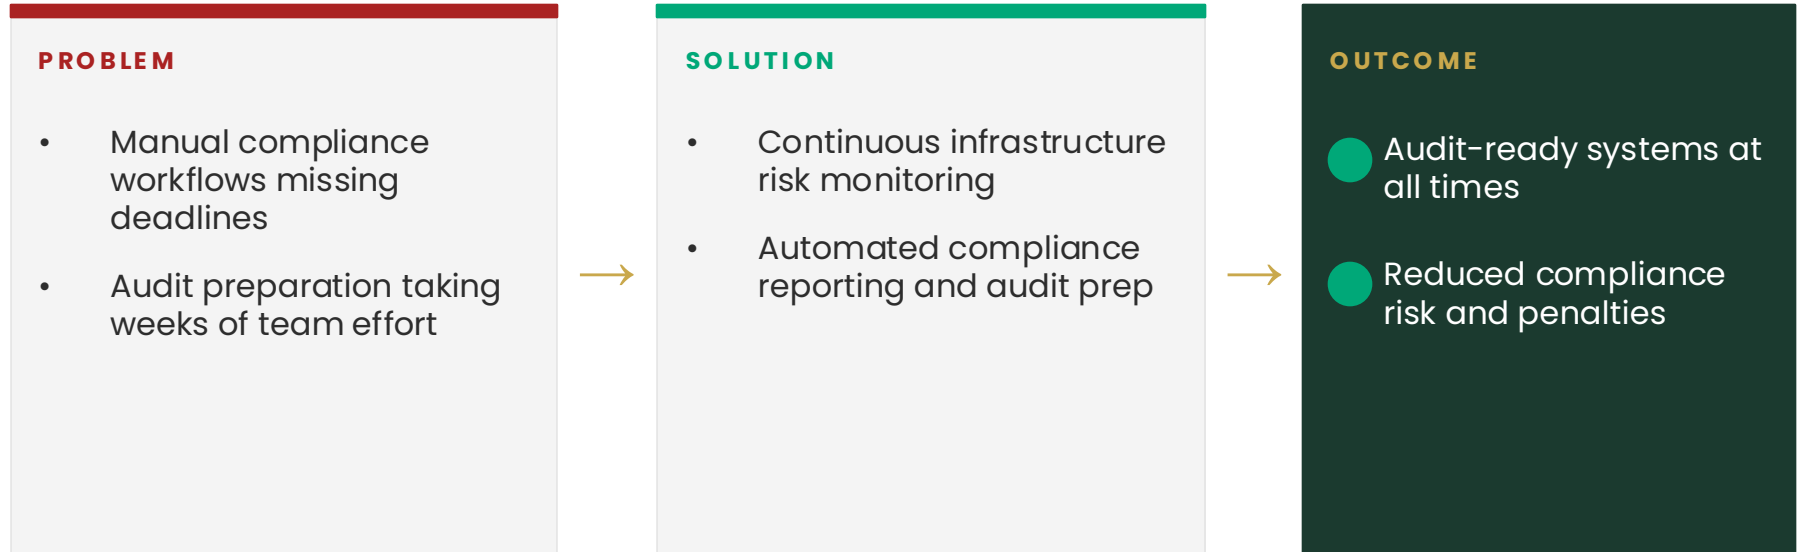 PROBLEM
• Manual compliance
workflows missing
deadlines
• Audit preparation taking
weeks of team effort
→
SOLUTION
• Continuous infrastructure
risk monitoring
• Automated compliance
reporting and audit prep
→
OUTCOME
Audit-ready systems at
all times
Reduced compliance
risk and penalties